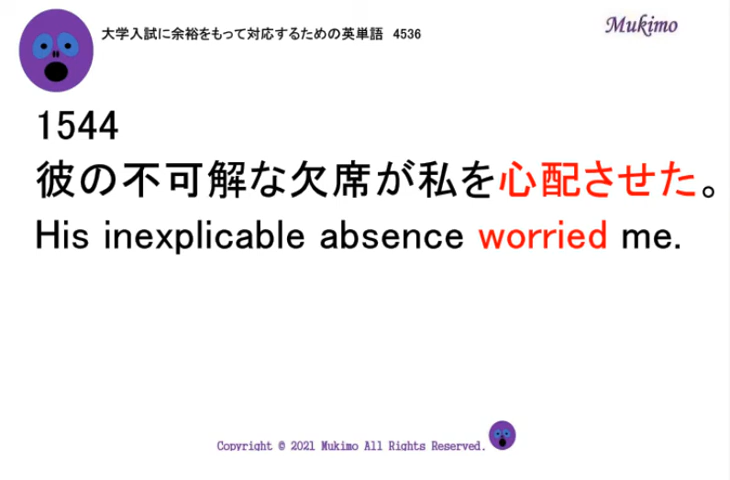 大学入試に余裕をもって対応するための英単語 4536
Mukimo
1544
彼の不可解な欠席が私を心配させた。
His inexplicable absence worried me.
Copyright © 2021 Mukimo All Rights Reserved.